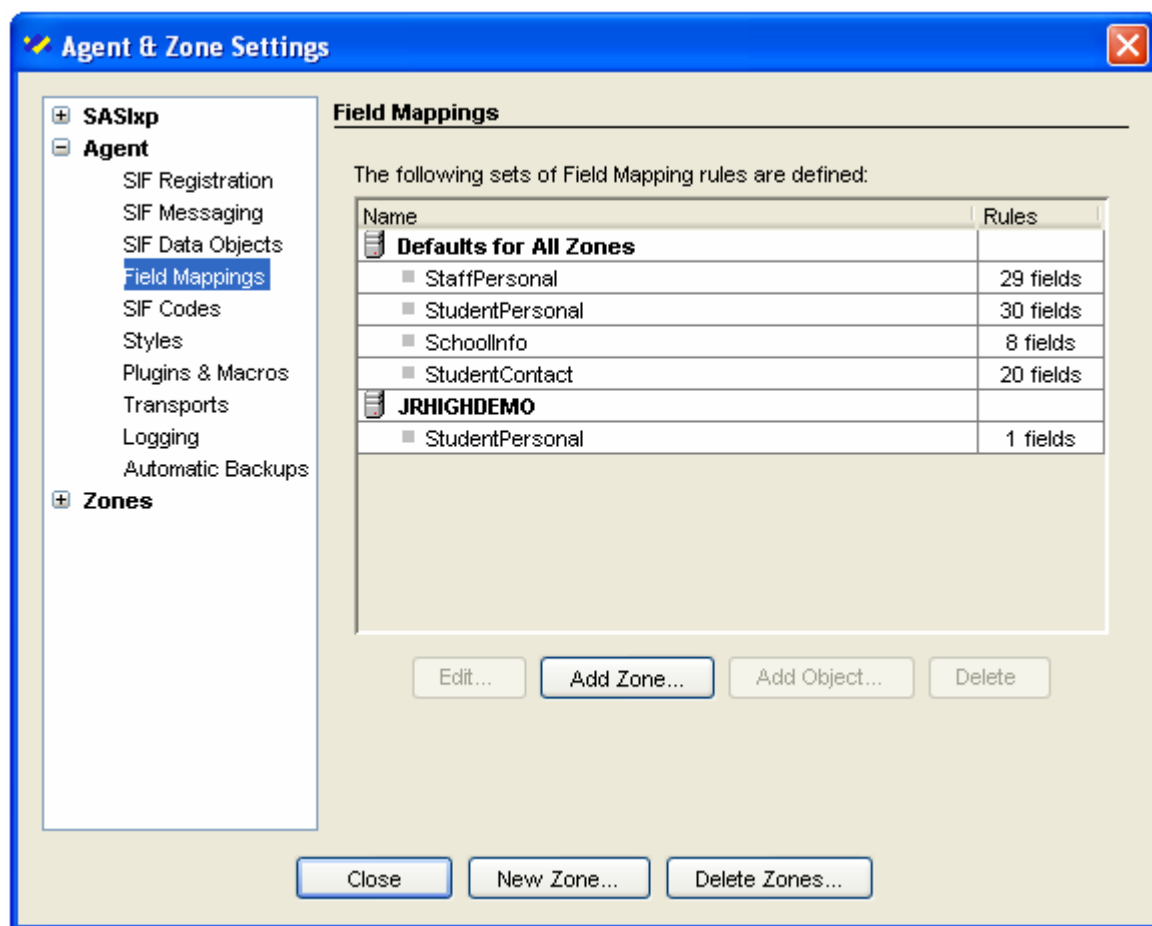 Agent & Zone Settings
SASIxp
Agent
SIF Registration
SIF Messaging
SIF Data Objects
Field Mappings
SIF Codes
Styles
Plugins & Macros
Transports
Logging
Automatic Backups
Zones
Field Mappings
The following sets of Field Mapping rules are defined:
Name Rules
Defaults for All Zones
StaffPersonal 29 fields
StudentPersonal 30 fields
SchoolInfo 8 fields
StudentContact 20 fields
JRHIGHDEMO
StudentPersonal 1 fields
Edit... Add Zone... Add Object... Delete
Close New Zone... Delete Zones...